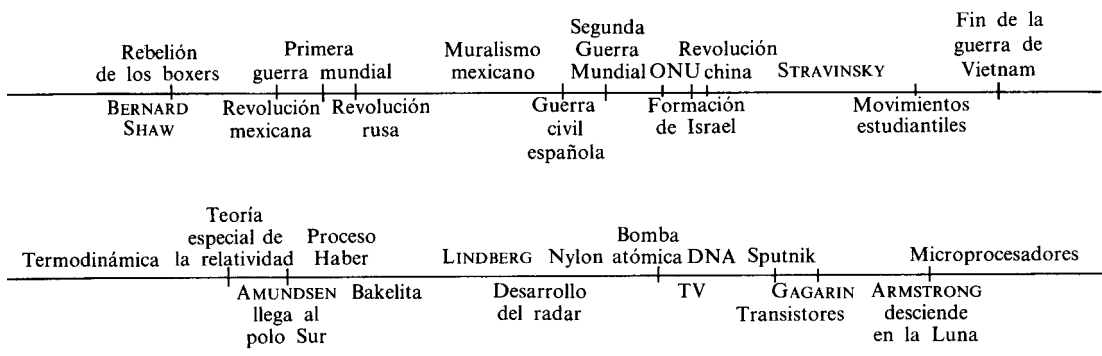 Rebelión
de los boxers
Primera
guerra mundial
Muralismo
mexicano
Segunda
Guerra
Mundial
ONU
Revolución
china
STRAVINSKY
Fin de la
guerra de
Vietnam
BERNARD
SHAW
Revolución
mexicana
Revolución
rusa
Guerra
civil
española
Formación
de Israel
Movimientos
estudiantiles
Termodinámica
Teoría
especial de
la relatividad
Proceso
Haber
LINDBERG
Nylon
Bomba
atómica
DNA
Sputnik
Microprocesadores
AMUNDSEN
llega al
polo Sur
Bakelita
Desarrollo
del radar
TV
GAGARIN
Transistores
ARMSTRONG
desciende
en la Luna